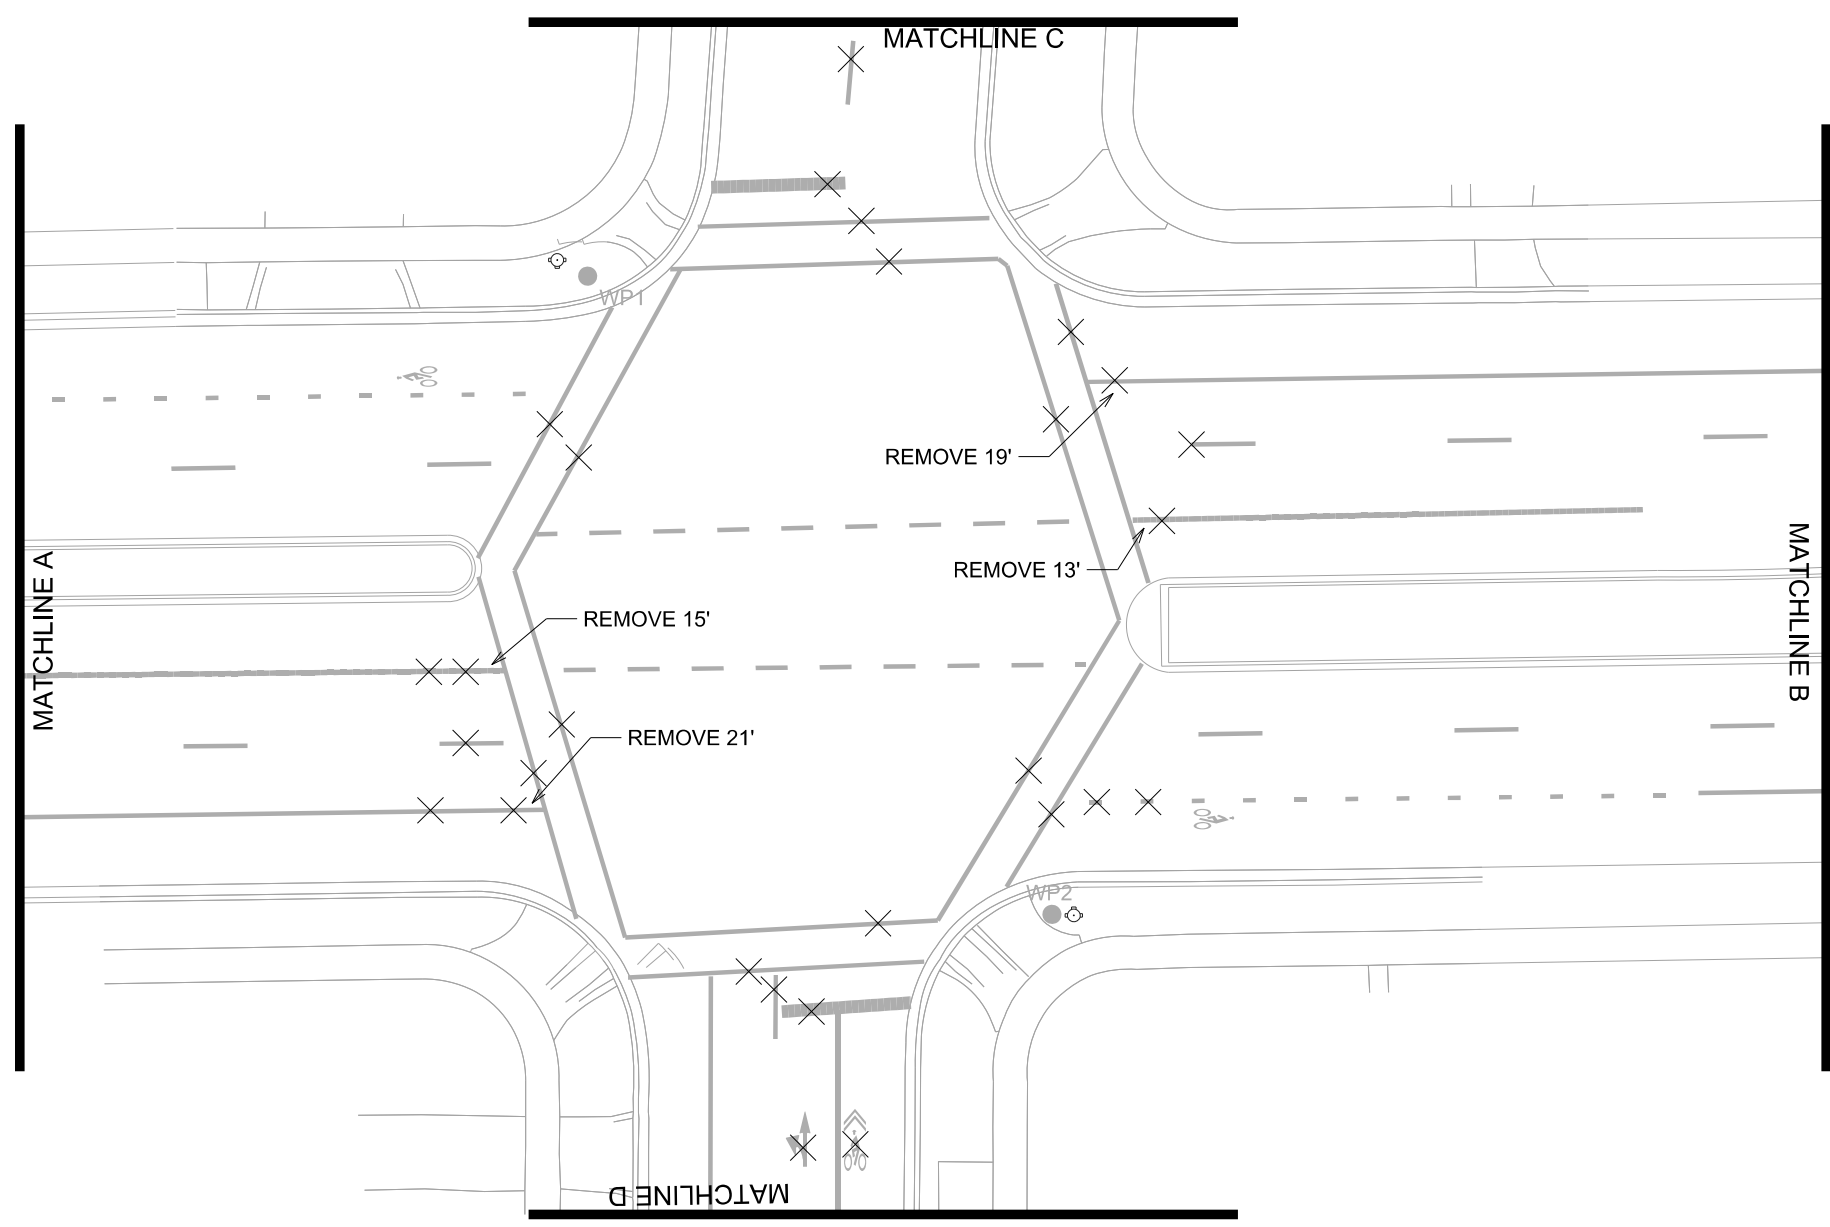 MATCHLINE C
WP1
REMOVE 19'
MATCHLINE A
MATCHLINE B
REMOVE 13'
REMOVE 15'
REMOVE 21'
WP2
MATCHLINE D